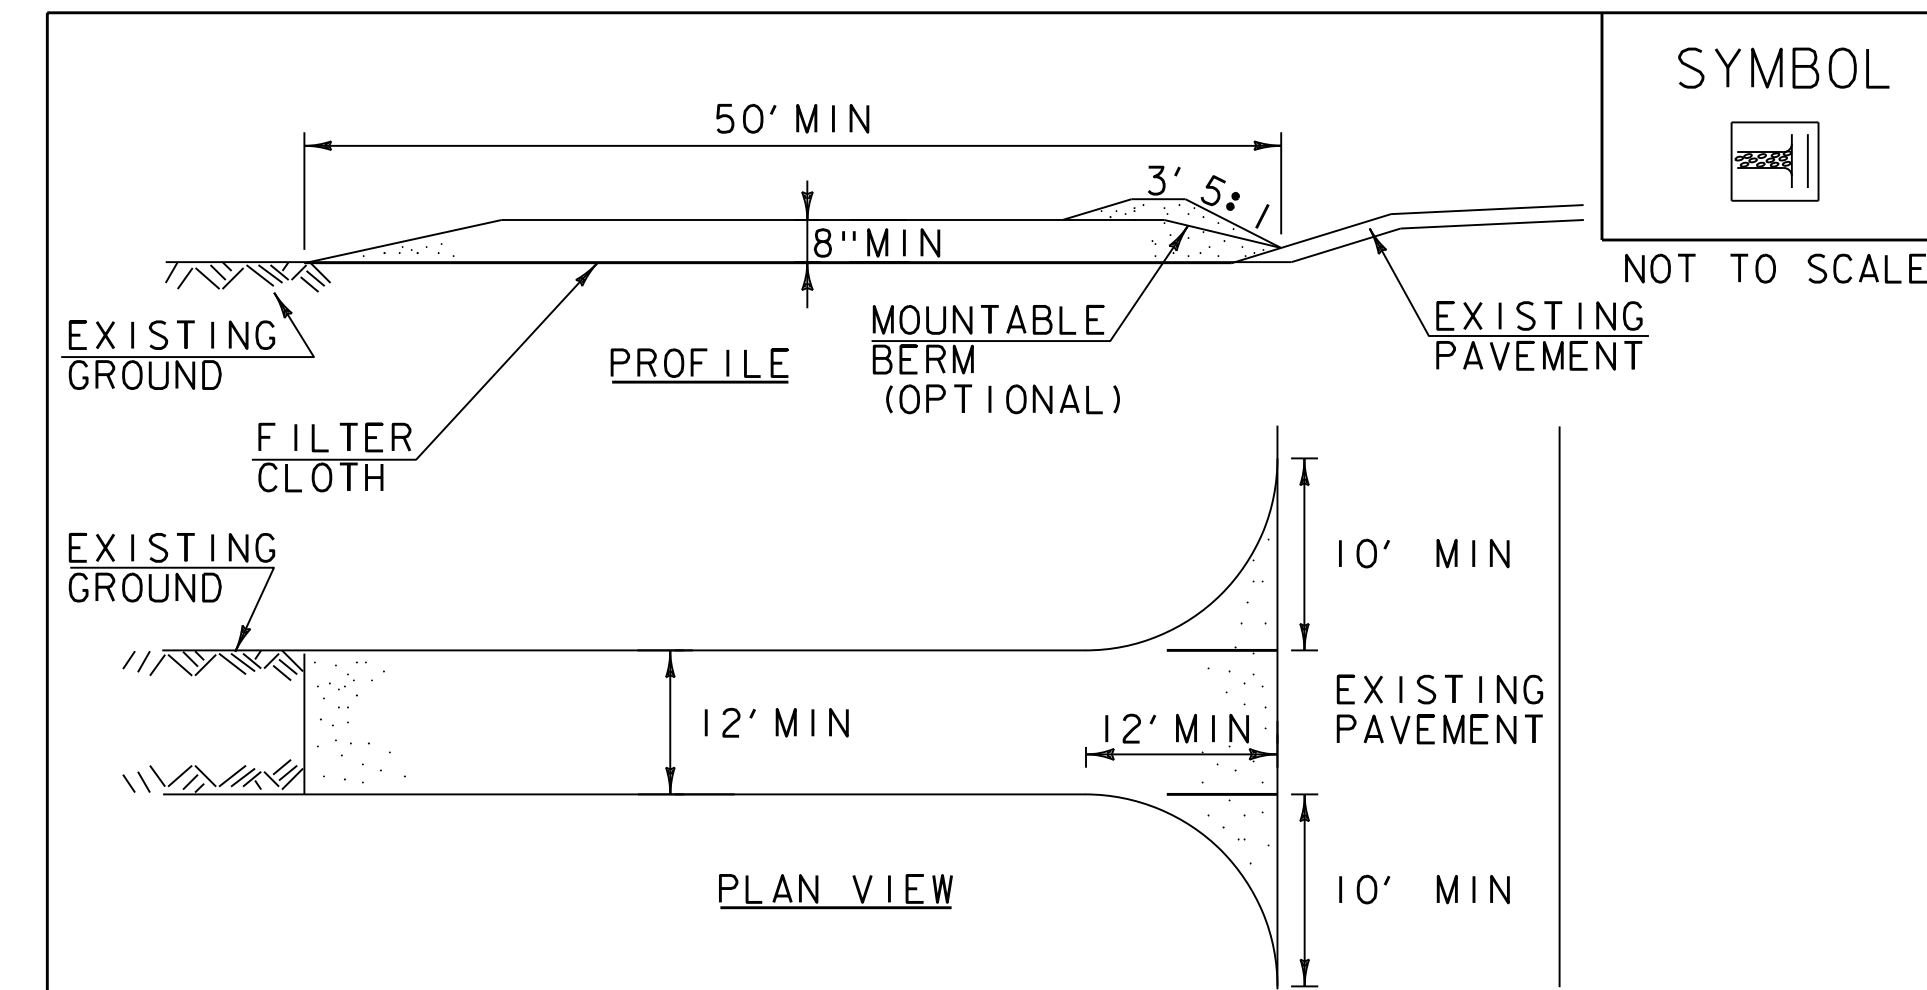 SYMBOL
NOT TO SCALE
50' MIN
3' 5:1
8" MIN
EXISTING
GROUND
PROFILE
MOUNTABLE
BERM
(OPTIONAL)
EXISTING
PAVEMENT
FILTER
CLOTH
EXISTING
GROUND
10' MIN
12' MIN
12' MIN
EXISTING
PAVEMENT
PLAN VIEW
10' MIN